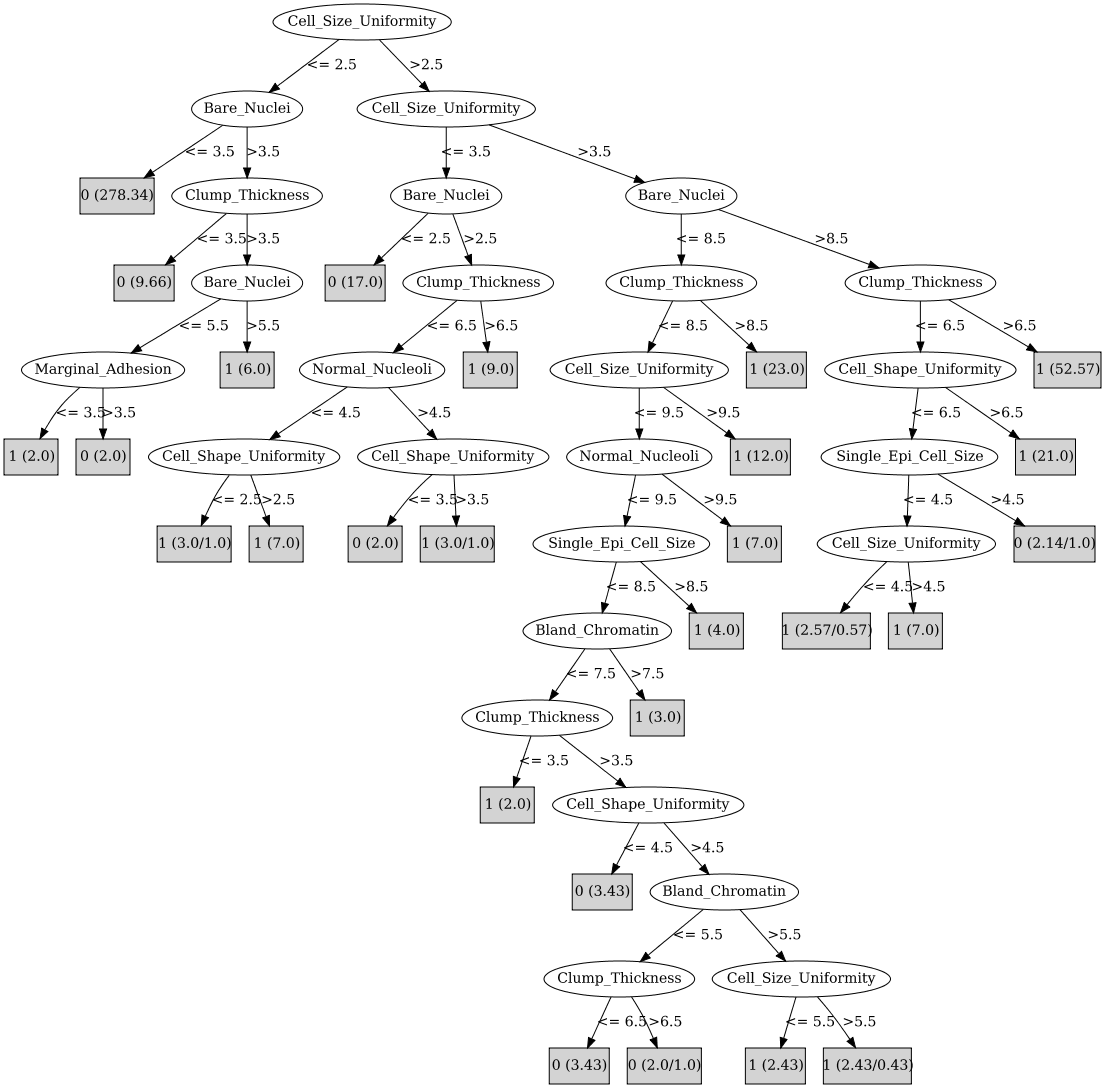 Cell_Size_Uniformity
<= 2.5 >2.5
Bare_Nuclei Cell_Size_Uniformity
<= 3.5 >3.5 <= 3.5 >3.5
0 (278.34) Clump_Thickness Bare_Nuclei Bare_Nuclei
<= 3.5 >3.5 <= 2.5 >2.5 <= 8.5 >8.5
0 (9.66) Bare_Nuclei 0 (17.0) Clump_Thickness Clump_Thickness Clump_Thickness
<= 5.5 >5.5 <= 6.5 >6.5 <= 8.5 >8.5 <= 6.5 >6.5
Marginal_Adhesion 1 (6.0) Normal_Nucleoli 1 (9.0) Cell_Size_Uniformity 1 (23.0) Cell_Shape_Uniformity 1 (52.57)
<= 3.5 >3.5 <= 4.5 >4.5 <= 9.5 >9.5 <= 6.5 >6.5
1 (2.0) 0 (2.0) Cell_Shape_Uniformity Cell_Shape_Uniformity Normal_Nucleoli 1 (12.0) Single_Epi_Cell_Size 1 (21.0)
<= 2.5 >2.5 <= 3.5 >3.5 <= 9.5 >9.5 <= 4.5 >4.5
1 (3.0/1.0) 1 (7.0) 0 (2.0) 1 (3.0/1.0) Single_Epi_Cell_Size 1 (7.0) Cell_Size_Uniformity 0 (2.14/1.0)
<= 8.5 >8.5 <= 4.5 >4.5
Bland_Chromatin 1 (4.0) 1 (2.57/0.57) 1 (7.0)
<= 7.5 >7.5
Clump_Thickness 1 (3.0)
<= 3.5 >3.5
1 (2.0) Cell_Shape_Uniformity
<= 4.5 >4.5
0 (3.43) Bland_Chromatin
<= 5.5 >5.5
Clump_Thickness Cell_Size_Uniformity
<= 6.5 >6.5 <= 5.5 >5.5
0 (3.43) 0 (2.0/1.0) 1 (2.43) 1 (2.43/0.43)